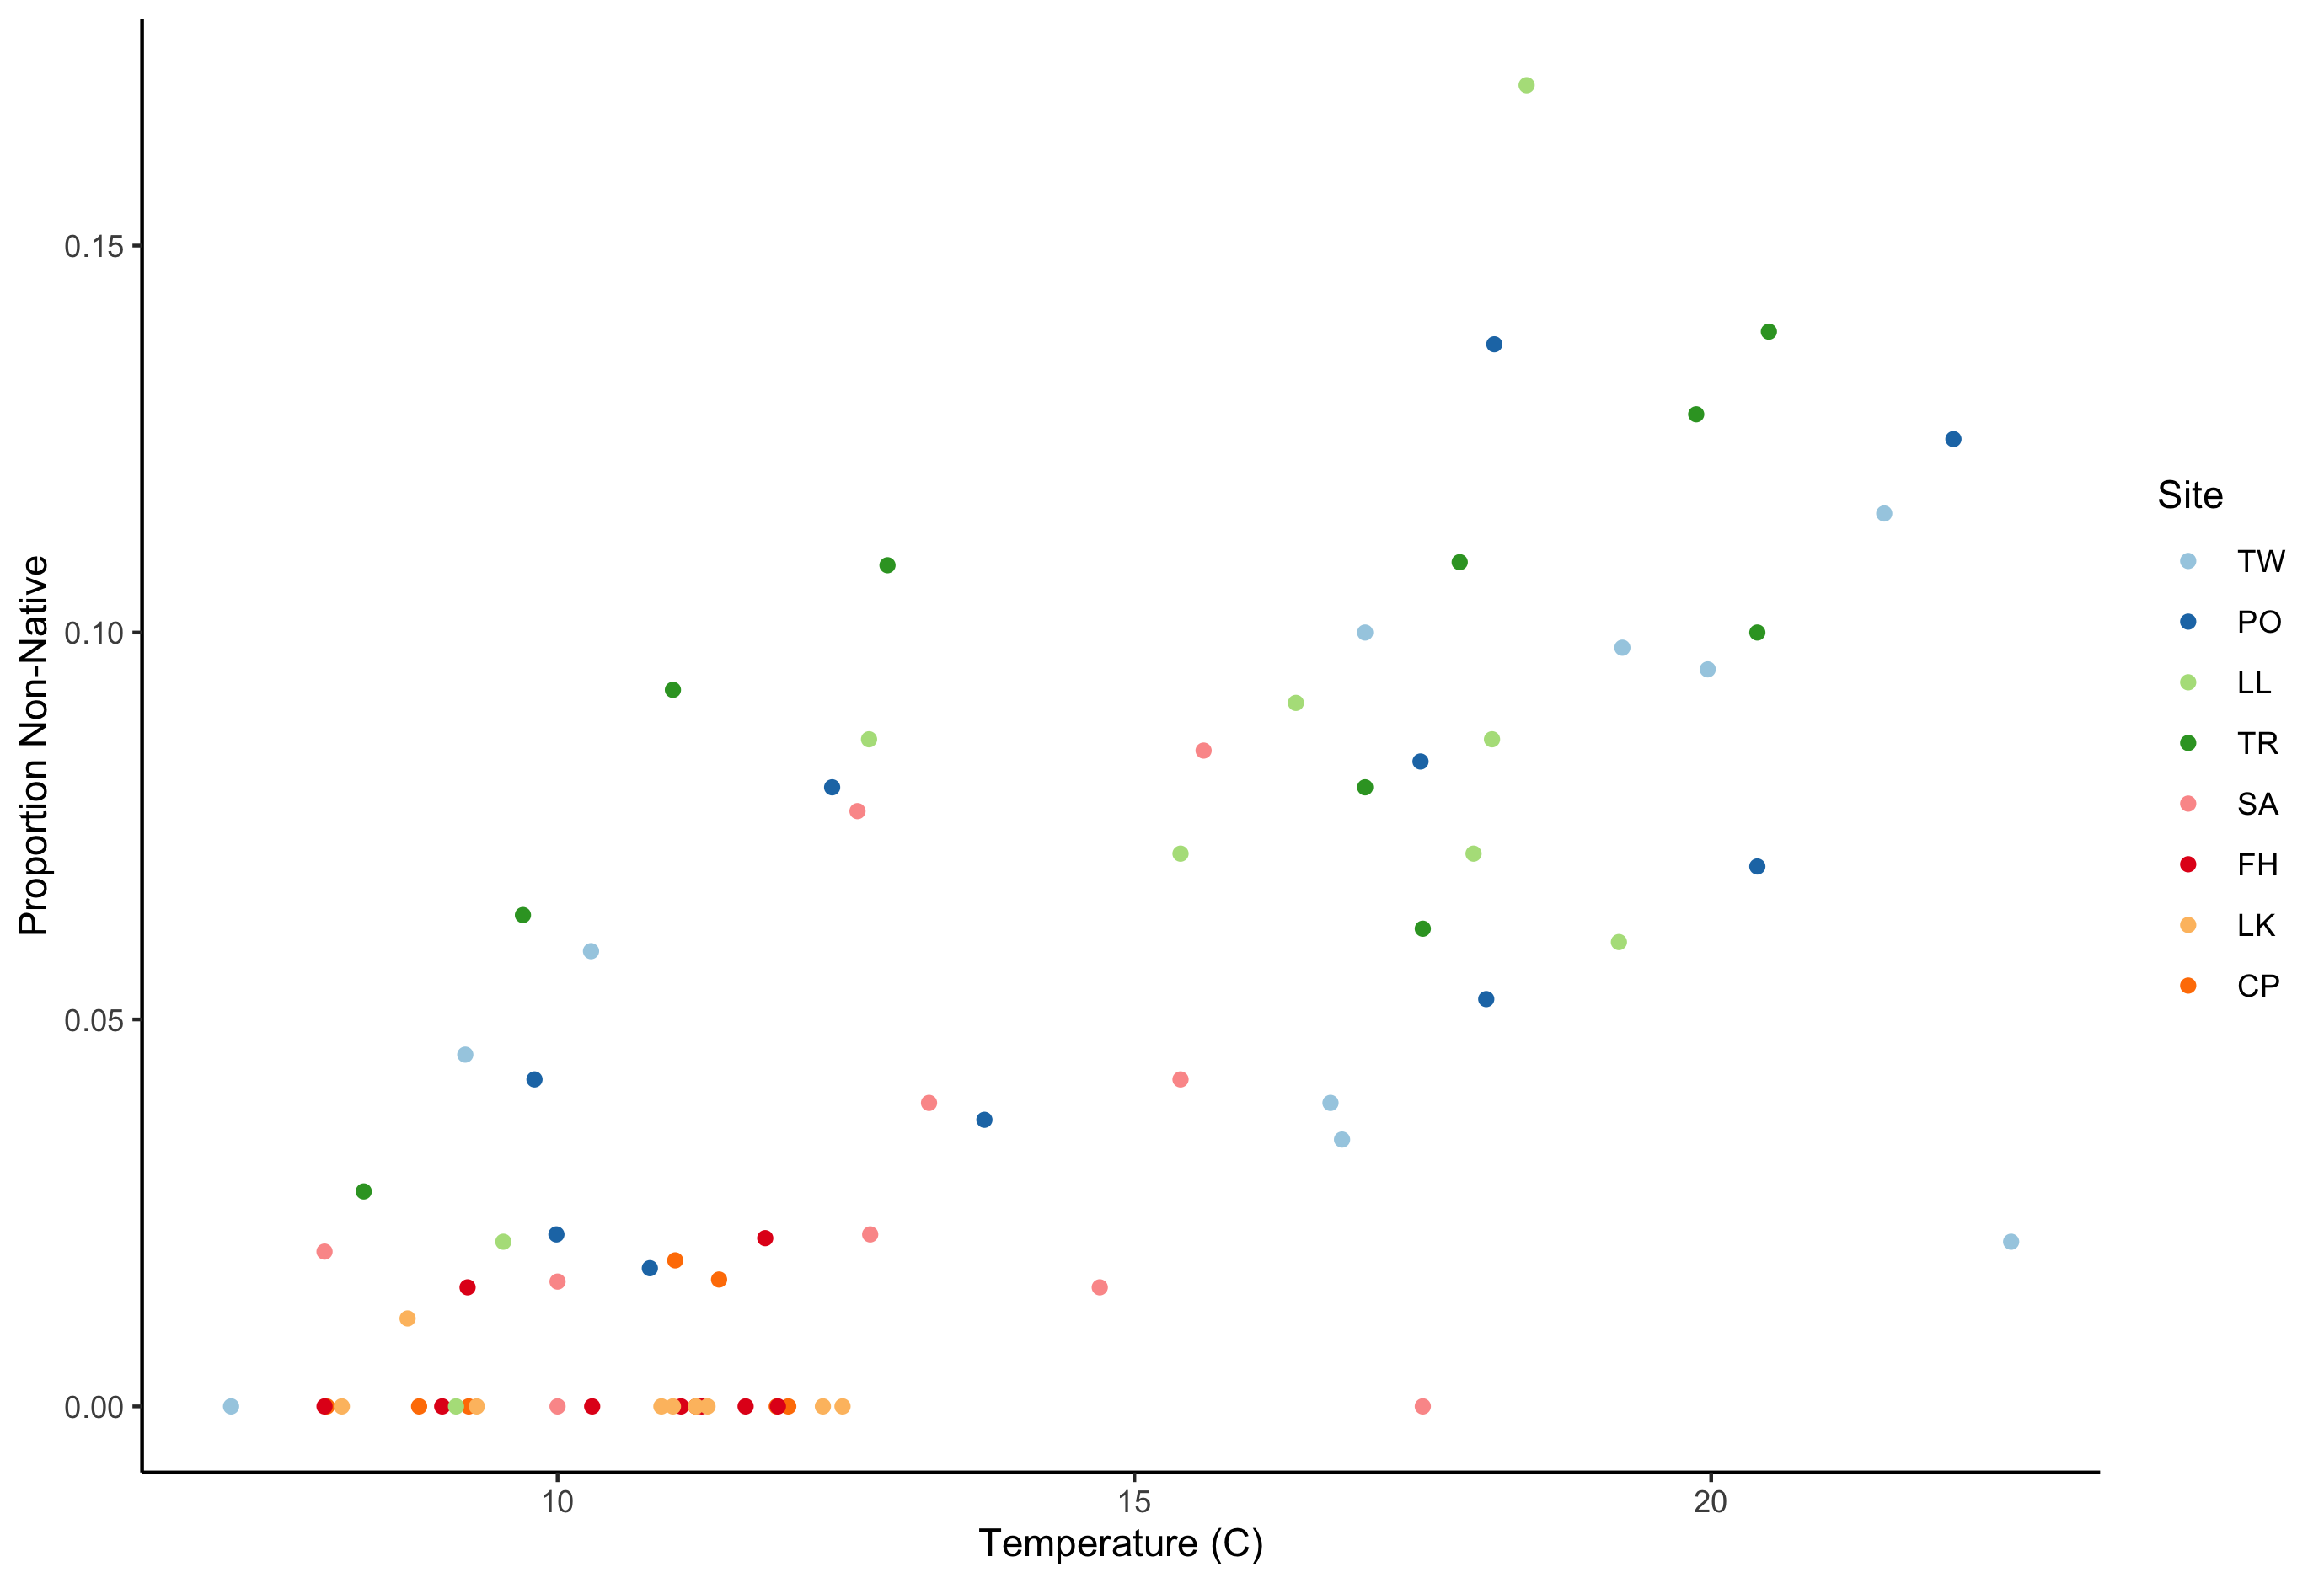 0.15
0.10
0.05
0.00
Proportion Non-Native
10
15
20
Temperature (C)
Site
TW
PO
LL
TR
SA
FH
LK
CP